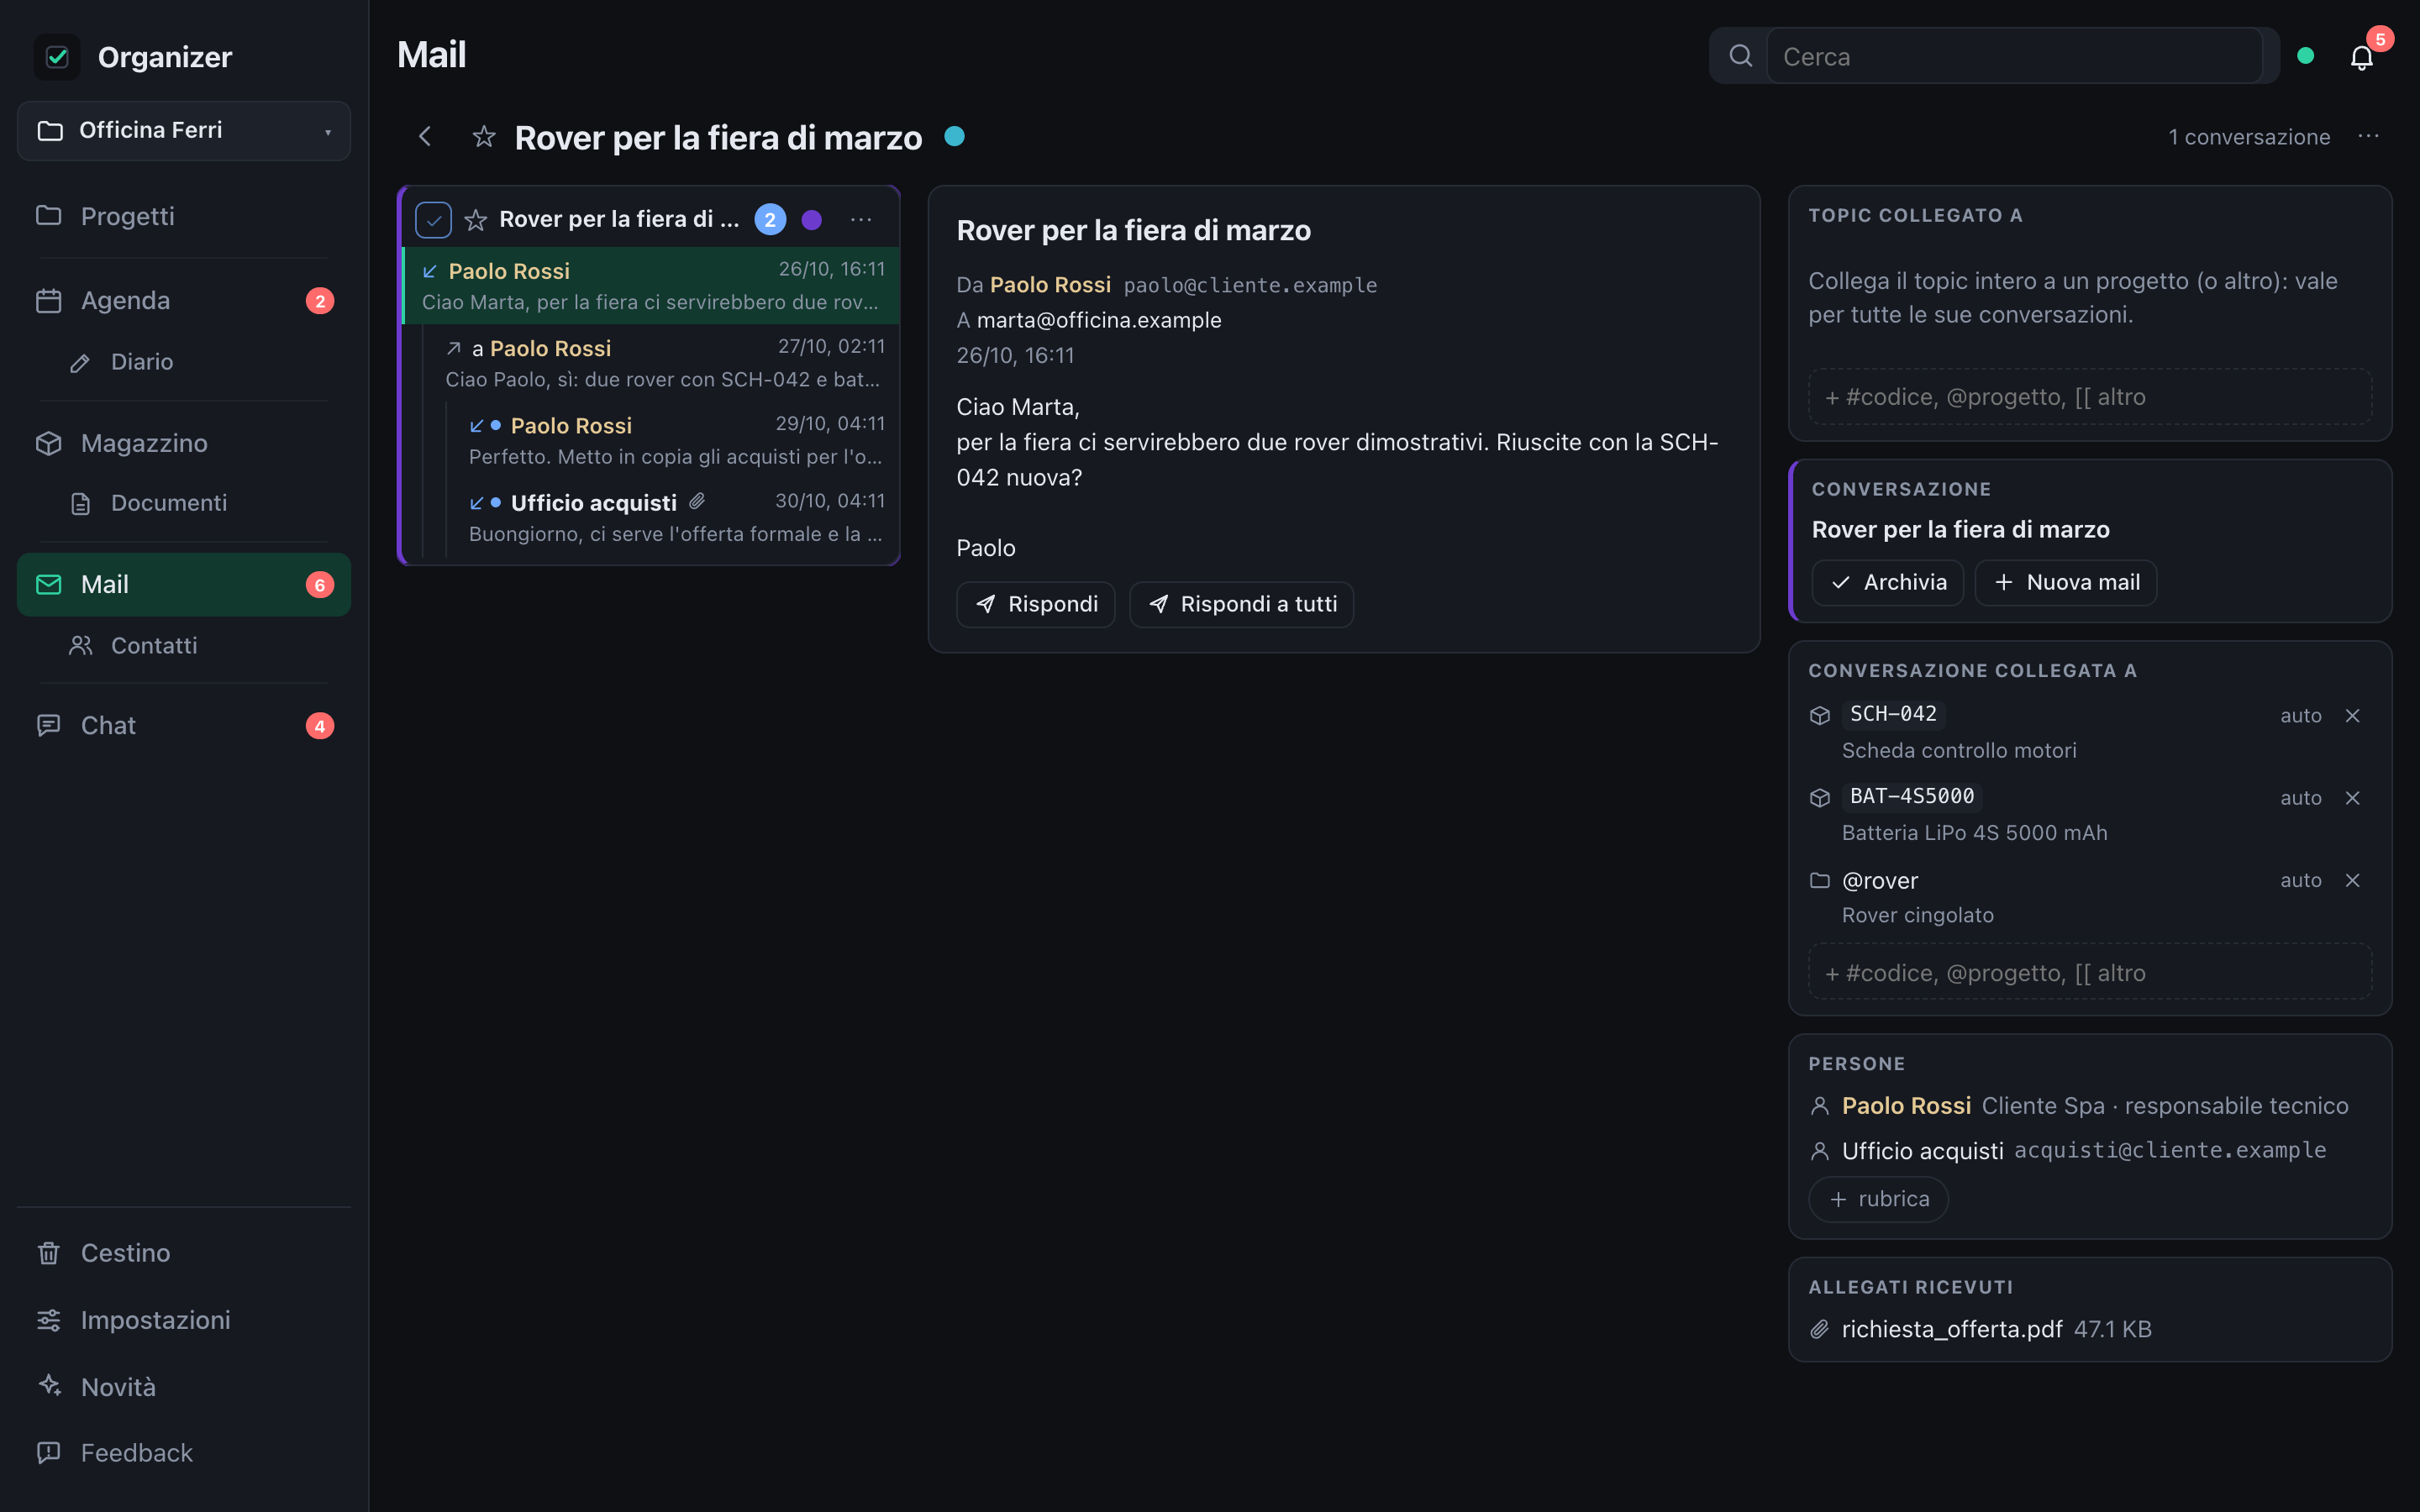 Organizer
Officina Ferri
Progetti
Agenda
2
Diario
Magazzino
Documenti
Mail
6
Contatti
Chat
4
Cestino
Impostazioni
Novità
Feedback
Mail
Cerca
5
Rover per la fiera di marzo
1 conversazione
Rover per la fiera di ...
2
Paolo Rossi
26/10, 16:11
Ciao Marta, per la fiera ci servirebbero due rov...
a Paolo Rossi
27/10, 02:11
Ciao Paolo, sì: due rover con SCH-042 e bat...
Paolo Rossi
29/10, 04:11
Perfetto. Metto in copia gli acquisti per l'o...
Ufficio acquisti
30/10, 04:11
Buongiorno, ci serve l'offerta formale e la ...
Rover per la fiera di marzo
Da Paolo Rossi paolo@cliente.example
A marta@officina.example
26/10, 16:11
Ciao Marta,
per la fiera ci servirebbero due rover dimostrativi. Riuscite con la SCH-
042 nuova?
Paolo
Rispondi
Rispondi a tutti
TOPIC COLLEGATO A
Collega il topic intero a un progetto (o altro): vale
per tutte le sue conversazioni.
+ #codice, @progetto, [[ altro
CONVERSAZIONE
Rover per la fiera di marzo
Archivia
Nuova mail
CONVERSAZIONE COLLEGATA A
SCH-042
auto
Scheda controllo motori
BAT-4S5000
auto
Batteria LiPo 4S 5000 mAh
@rover
auto
Rover cingolato
+ #codice, @progetto, [[ altro
PERSONE
Paolo Rossi Cliente Spa · responsabile tecnico
Ufficio acquisti acquisti@cliente.example
+ rubrica
ALLEGATI RICEVUTI
richiesta_offerta.pdf 47.1 KB